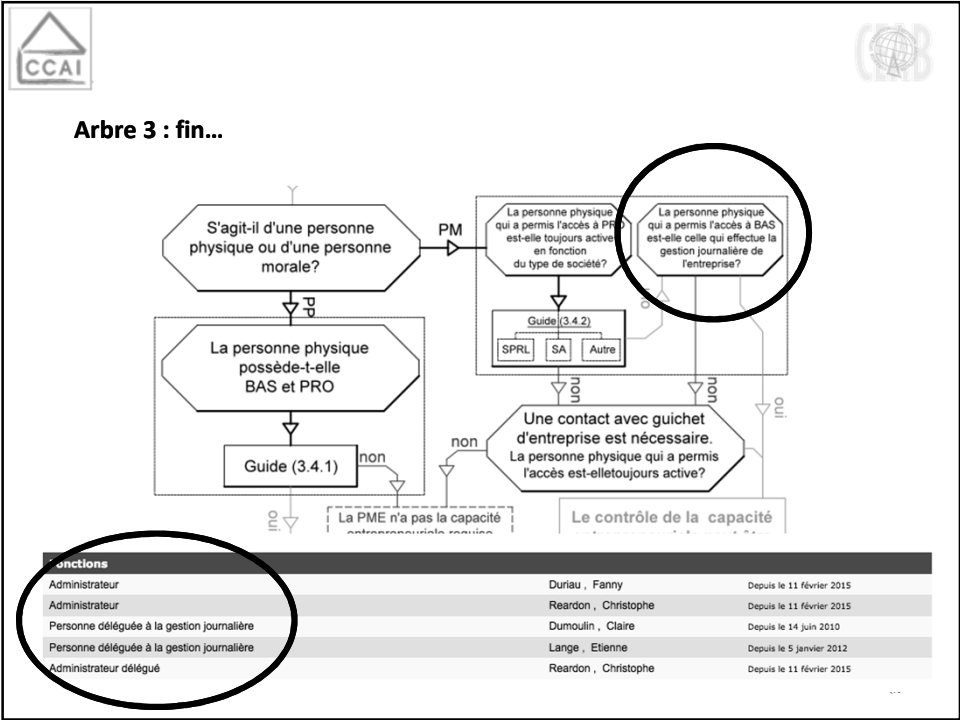 CCAI
CEAB
Arbre 3 : fin...
S'agit-il d'une personne
physique ou d'une personne
morale?
PM
La personne physique
qui a permis l'accès à PRO
est-elle toujours active
en fonction
du type de société?
La personne physique
qui a permis l'accès à BAS
est-elle celle qui effectue la
gestion journalière de
l'entreprise?
PP
oui
Guide (3.4.2)
SPRL SA Autre
La personne physique
possède-t-elle
BAS et PRO
non
non
oui
Une contact avec guichet
d'entreprise est nécessaire.
La personne physique qui a permis
l'accès est-elletoujours active?
non
Guide (3.4.1)
non
oui
La PME n'a pas la capacité
entrepreneuriale requise
Le contrôle de la capacité
Fonctions
Administrateur Duriau , Fanny Depuis le 11 février 2015
Administrateur Reardon , Christophe Depuis le 11 février 2015
Personne déléguée à la gestion journalière Dumoulin , Claire Depuis le 14 juin 2010
Personne déléguée à la gestion journalière Lange , Etienne Depuis le 5 janvier 2012
Administrateur délégué Reardon , Christophe Depuis le 11 février 2015